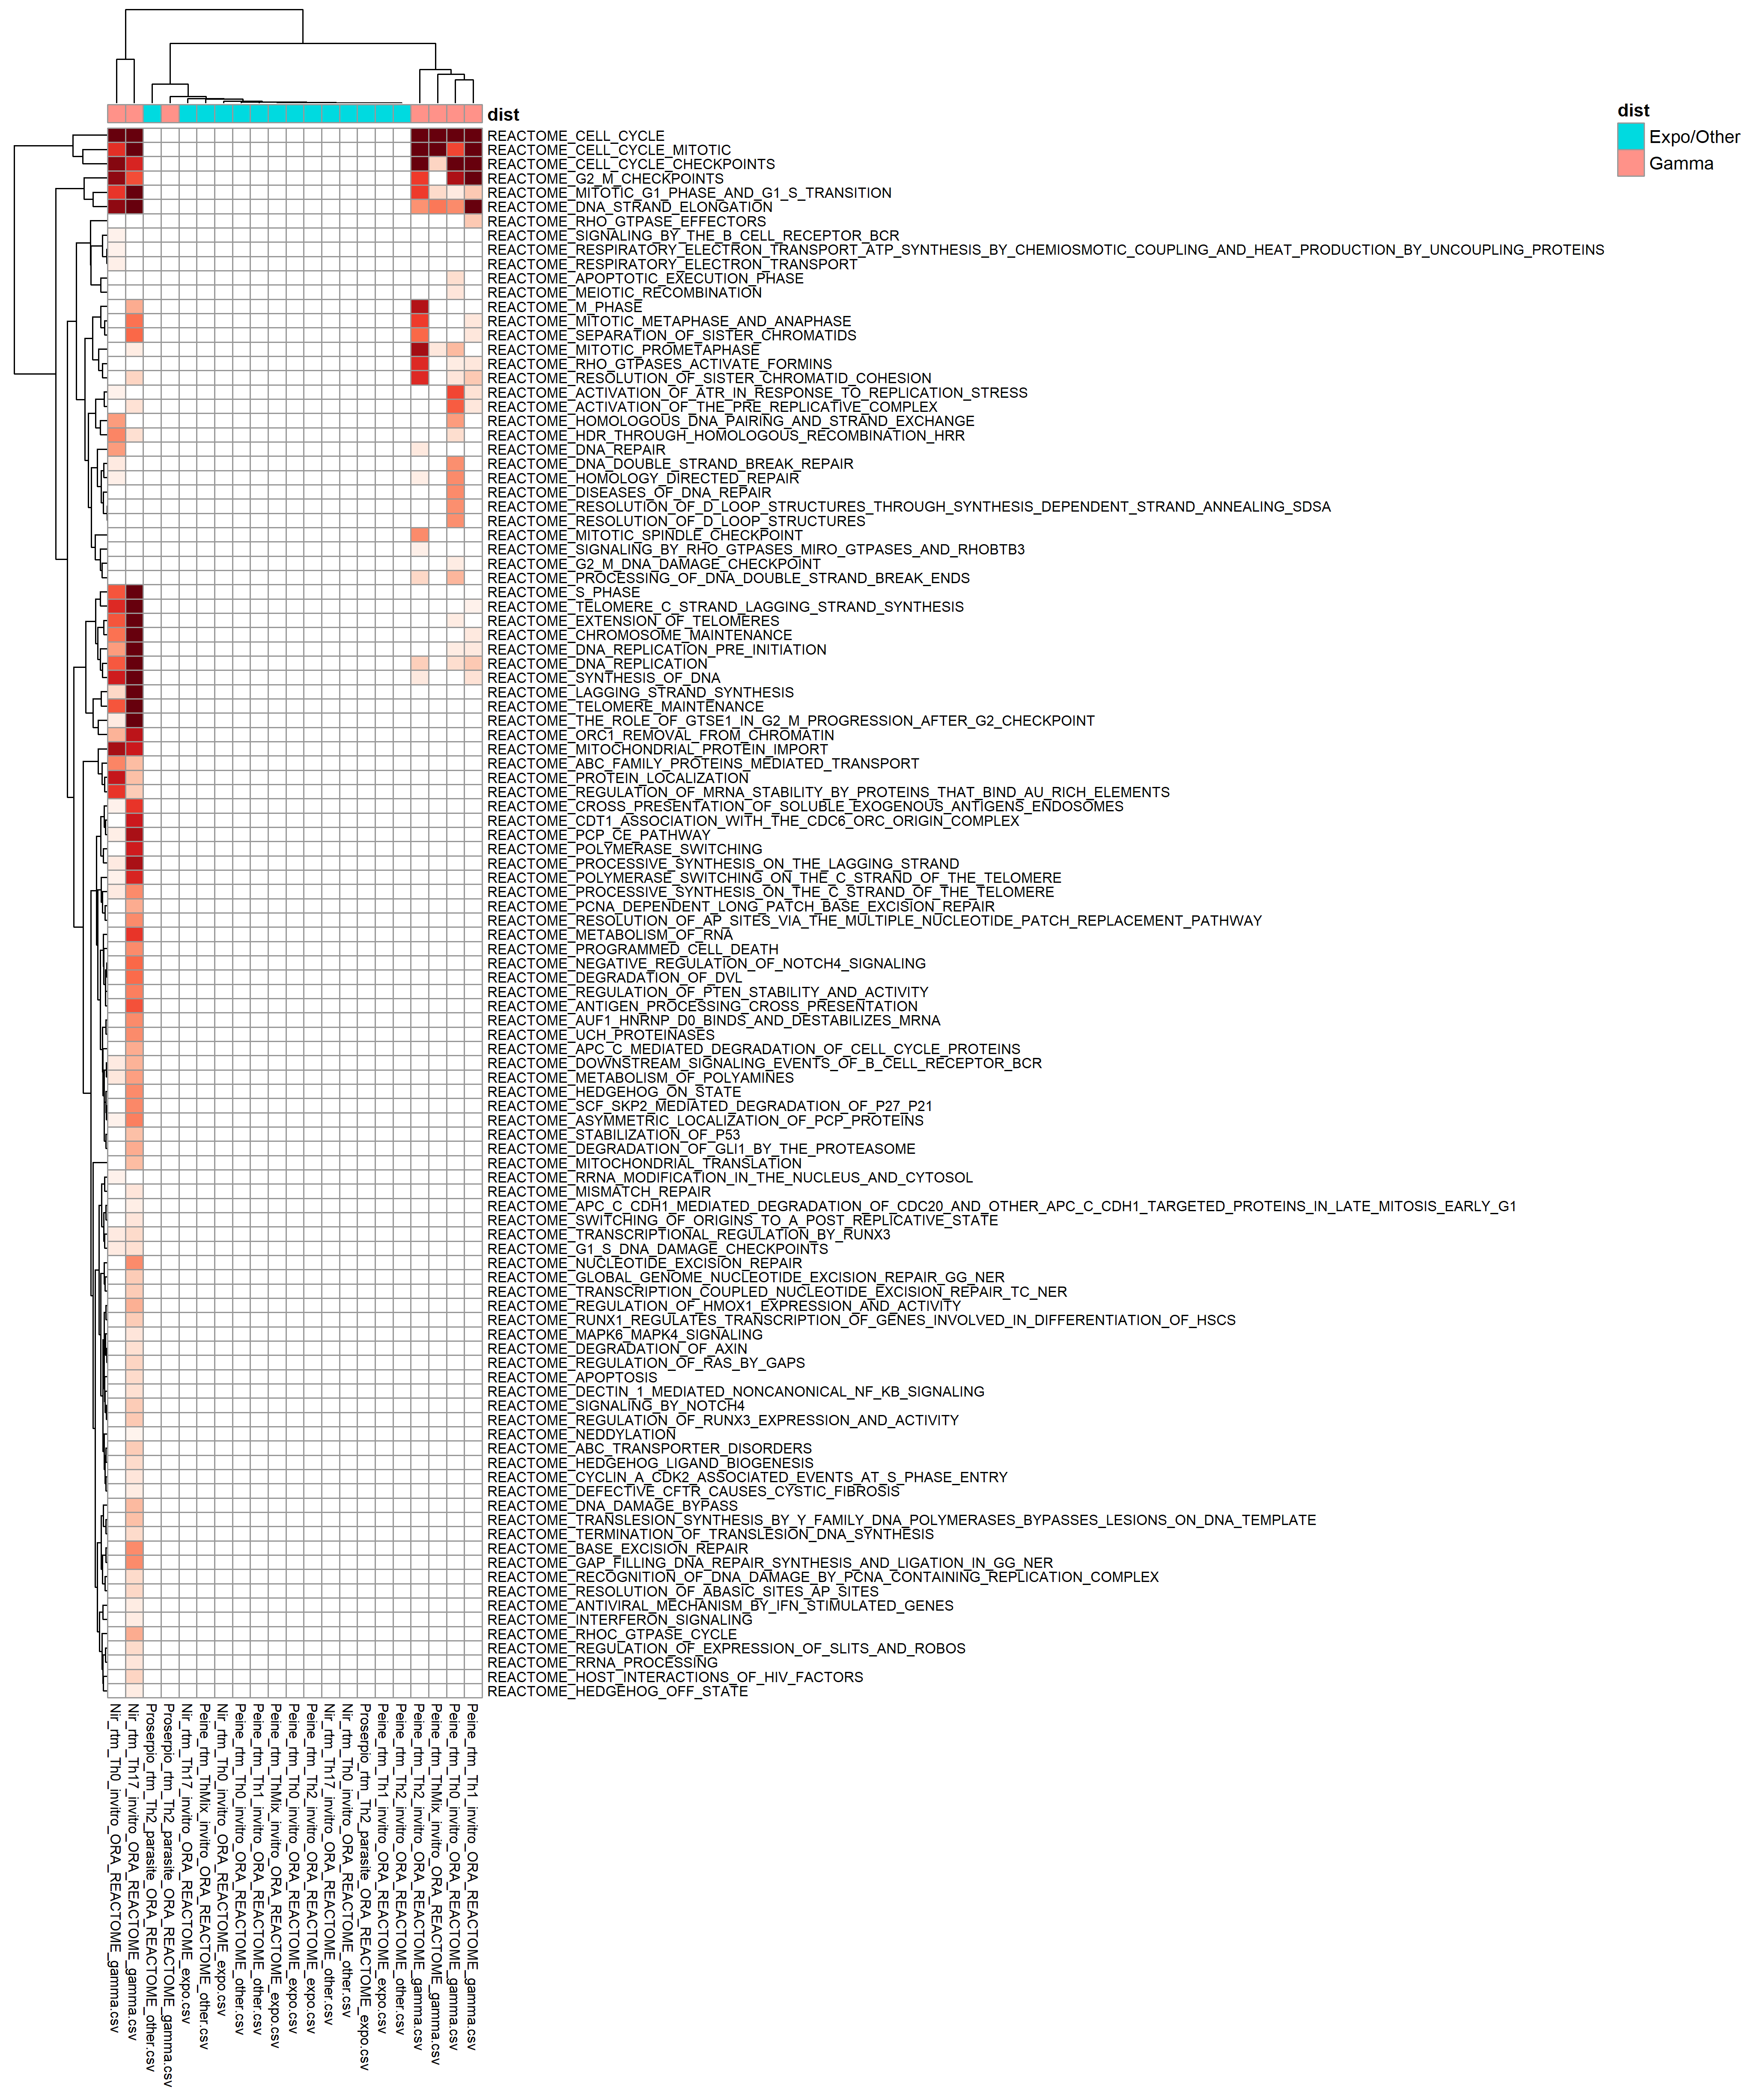 dist
dist
Expo/Other
Gamma
REACTOME_CELL_CYCLE
REACTOME_CELL_CYCLE_MITOTIC
REACTOME_CELL_CYCLE_CHECKPOINTS
REACTOME_G2_M_CHECKPOINTS
REACTOME_MITOTIC_G1_PHASE_AND_G1_S_TRANSITION
REACTOME_DNA_STRAND_ELONGATION
REACTOME_RHO_GTPASE_EFFECTORS
REACTOME_SIGNALING_BY_THE_B_CELL_RECEPTOR_BCR
REACTOME_RESPIRATORY_ELECTRON_TRANSPORT_ATP_SYNTHESIS_BY_CHEMIOSMOTIC_COUPLING_AND_HEAT_PRODUCTION_BY_UNCOUPLING_PROTEINS
REACTOME_RESPIRATORY_ELECTRON_TRANSPORT
REACTOME_APOPTOTIC_EXECUTION_PHASE
REACTOME_MEIOTIC_RECOMBINATION
REACTOME_M_PHASE
REACTOME_MITOTIC_METAPHASE_AND_ANAPHASE
REACTOME_SEPARATION_OF_SISTER_CHROMATIDS
REACTOME_MITOTIC_PROMETAPHASE
REACTOME_RHO_GTPASES_ACTIVATE_FORMINS
REACTOME_RESOLUTION_OF_SISTER_CHROMATID_COHESION
REACTOME_ACTIVATION_OF_ATR_IN_RESPONSE_TO_REPLICATION_STRESS
REACTOME_ACTIVATION_OF_THE_PRE_REPLICATIVE_COMPLEX
REACTOME_HOMOLOGOUS_DNA_PAIRING_AND_STRAND_EXCHANGE
REACTOME_HDR_THROUGH_HOMOLOGOUS_RECOMBINATION_HRR
REACTOME_DNA_REPAIR
REACTOME_DNA_DOUBLE_STRAND_BREAK_REPAIR
REACTOME_HOMOLOGY_DIRECTED_REPAIR
REACTOME_DISEASES_OF_DNA_REPAIR
REACTOME_RESOLUTION_OF_D_LOOP_STRUCTURES_THROUGH_SYNTHESIS_DEPENDENT_STRAND_ANNEALING_SDSA
REACTOME_RESOLUTION_OF_D_LOOP_STRUCTURES
REACTOME_MITOTIC_SPINDLE_CHECKPOINT
REACTOME_SIGNALING_BY_RHO_GTPASES_MIRO_GTPASES_AND_RHOBTB3
REACTOME_G2_M_DNA_DAMAGE_CHECKPOINT
REACTOME_PROCESSING_OF_DNA_DOUBLE_STRAND_BREAK_ENDS
REACTOME_S_PHASE
REACTOME_TELOMERE_C_STRAND_LAGGING_STRAND_SYNTHESIS
REACTOME_EXTENSION_OF_TELOMERES
REACTOME_CHROMOSOME_MAINTENANCE
REACTOME_DNA_REPLICATION_PRE_INITIATION
REACTOME_DNA_REPLICATION
REACTOME_SYNTHESIS_OF_DNA
REACTOME_LAGGING_STRAND_SYNTHESIS
REACTOME_TELOMERE_MAINTENANCE
REACTOME_THE_ROLE_OF_GTSE1_IN_G2_M_PROGRESSION_AFTER_G2_CHECKPOINT
REACTOME_ORC1_REMOVAL_FROM_CHROMATIN
REACTOME_MITOCHONDRIAL_PROTEIN_IMPORT
REACTOME_ABC_FAMILY_PROTEINS_MEDIATED_TRANSPORT
REACTOME_PROTEIN_LOCALIZATION
REACTOME_REGULATION_OF_MRNA_STABILITY_BY_PROTEINS_THAT_BIND_AU_RICH_ELEMENTS
REACTOME_CROSS_PRESENTATION_OF_SOLUBLE_EXOGENOUS_ANTIGENS_ENDOSOMES
REACTOME_CDT1_ASSOCIATION_WITH_THE_CDC6_ORC_ORIGIN_COMPLEX
REACTOME_PCP_CE_PATHWAY
REACTOME_POLYMERASE_SWITCHING
REACTOME_PROCESSIVE_SYNTHESIS_ON_THE_LAGGING_STRAND
REACTOME_POLYMERASE_SWITCHING_ON_THE_C_STRAND_OF_THE_TELOMERE
REACTOME_PROCESSIVE_SYNTHESIS_ON_THE_C_STRAND_OF_THE_TELOMERE
REACTOME_PCNA_DEPENDENT_LONG_PATCH_BASE_EXCISION_REPAIR
REACTOME_RESOLUTION_OF_AP_SITES_VIA_THE_MULTIPLE_NUCLEOTIDE_PATCH_REPLACEMENT_PATHWAY
REACTOME_METABOLISM_OF_RNA
REACTOME_PROGRAMMED_CELL_DEATH
REACTOME_NEGATIVE_REGULATION_OF_NOTCH4_SIGNALING
REACTOME_DEGRADATION_OF_DVL
REACTOME_REGULATION_OF_PTEN_STABILITY_AND_ACTIVITY
REACTOME_ANTIGEN_PROCESSING_CROSS_PRESENTATION
REACTOME_AUF1_HNRNP_D0_BINDS_AND_DESTABILIZES_MRNA
REACTOME_UCH_PROTEINASES
REACTOME_APC_C_MEDIATED_DEGRADATION_OF_CELL_CYCLE_PROTEINS
REACTOME_DOWNSTREAM_SIGNALING_EVENTS_OF_B_CELL_RECEPTOR_BCR
REACTOME_METABOLISM_OF_POLYAMINES
REACTOME_HEDGEHOG_ON_STATE
REACTOME_SCF_SKP2_MEDIATED_DEGRADATION_OF_P27_P21
REACTOME_ASYMMETRIC_LOCALIZATION_OF_PCP_PROTEINS
REACTOME_STABILIZATION_OF_P53
REACTOME_DEGRADATION_OF_GLI1_BY_THE_PROTEASOME
REACTOME_MITOCHONDRIAL_TRANSLATION
REACTOME_RRNA_MODIFICATION_IN_THE_NUCLEUS_AND_CYTOSOL
REACTOME_MISMATCH_REPAIR
REACTOME_APC_C_CDH1_MEDIATED_DEGRADATION_OF_CDC20_AND_OTHER_APC_C_CDH1_TARGETED_PROTEINS_IN_LATE_MITOSIS_EARLY_G1
REACTOME_SWITCHING_OF_ORIGINS_TO_A_POST_REPLICATIVE_STATE
REACTOME_TRANSCRIPTIONAL_REGULATION_BY_RUNX3
REACTOME_G1_S_DNA_DAMAGE_CHECKPOINTS
REACTOME_NUCLEOTIDE_EXCISION_REPAIR
REACTOME_GLOBAL_GENOME_NUCLEOTIDE_EXCISION_REPAIR_GG_NER
REACTOME_TRANSCRIPTION_COUPLED_NUCLEOTIDE_EXCISION_REPAIR_TC_NER
REACTOME_REGULATION_OF_HMOX1_EXPRESSION_AND_ACTIVITY
REACTOME_RUNX1_REGULATES_TRANSCRIPTION_OF_GENES_INVOLVED_IN_DIFFERENTIATION_OF_HSCS
REACTOME_MAPK6_MAPK4_SIGNALING
REACTOME_DEGRADATION_OF_AXIN
REACTOME_REGULATION_OF_RAS_BY_GAPS
REACTOME_APOPTOSIS
REACTOME_DECTIN_1_MEDIATED_NONCANONICAL_NF_KB_SIGNALING
REACTOME_SIGNALING_BY_NOTCH4
REACTOME_REGULATION_OF_RUNX3_EXPRESSION_AND_ACTIVITY
REACTOME_NEDDYLATION
REACTOME_ABC_TRANSPORTER_DISORDERS
REACTOME_HEDGEHOG_LIGAND_BIOGENESIS
REACTOME_CYCLIN_A_CDK2_ASSOCIATED_EVENTS_AT_S_PHASE_ENTRY
REACTOME_DEFECTIVE_CFTR_CAUSES_CYSTIC_FIBROSIS
REACTOME_DNA_DAMAGE_BYPASS
REACTOME_TRANSLESION_SYNTHESIS_BY_Y_FAMILY_DNA_POLYMERASES_BYPASSES_LESIONS_ON_DNA_TEMPLATE
REACTOME_TERMINATION_OF_TRANSLESION_DNA_SYNTHESIS
REACTOME_BASE_EXCISION_REPAIR
REACTOME_GAP_FILLING_DNA_REPAIR_SYNTHESIS_AND_LIGATION_IN_GG_NER
REACTOME_RECOGNITION_OF_DNA_DAMAGE_BY_PCNA_CONTAINING_REPLICATION_COMPLEX
REACTOME_RESOLUTION_OF_ABASIC_SITES_AP_SITES
REACTOME_ANTIVIRAL_MECHANISM_BY_IFN_STIMULATED_GENES
REACTOME_INTERFERON_SIGNALING
REACTOME_RHOC_GTPASE_CYCLE
REACTOME_REGULATION_OF_EXPRESSION_OF_SLITS_AND_ROBOS
REACTOME_RRNA_PROCESSING
REACTOME_HOST_INTERACTIONS_OF_HIV_FACTORS
REACTOME_HEDGEHOG_OFF_STATE
Nir_rtm_Th0_invitro_ORA_REACTOME_gamma.csv
Nir_rtm_Th17_invitro_ORA_REACTOME_gamma.csv
Proserpio_rtm_Th2_parasite_ORA_REACTOME_other.csv
Proserpio_rtm_Th2_parasite_ORA_REACTOME_gamma.csv
Nir_rtm_Th17_invitro_ORA_REACTOME_expo.csv
Peine_rtm_ThMix_invitro_ORA_REACTOME_other.csv
Nir_rtm_Th0_invitro_ORA_REACTOME_expo.csv
Peine_rtm_Th0_invitro_ORA_REACTOME_other.csv
Peine_rtm_Th1_invitro_ORA_REACTOME_other.csv
Peine_rtm_ThMix_invitro_ORA_REACTOME_expo.csv
Peine_rtm_Th0_invitro_ORA_REACTOME_expo.csv
Peine_rtm_Th2_invitro_ORA_REACTOME_expo.csv
Nir_rtm_Th17_invitro_ORA_REACTOME_other.csv
Nir_rtm_Th0_invitro_ORA_REACTOME_other.csv
Proserpio_rtm_Th2_parasite_ORA_REACTOME_expo.csv
Peine_rtm_Th1_invitro_ORA_REACTOME_expo.csv
Peine_rtm_Th2_invitro_ORA_REACTOME_other.csv
Peine_rtm_Th2_invitro_ORA_REACTOME_gamma.csv
Peine_rtm_ThMix_invitro_ORA_REACTOME_gamma.csv
Peine_rtm_Th0_invitro_ORA_REACTOME_gamma.csv
Peine_rtm_Th1_invitro_ORA_REACTOME_gamma.csv